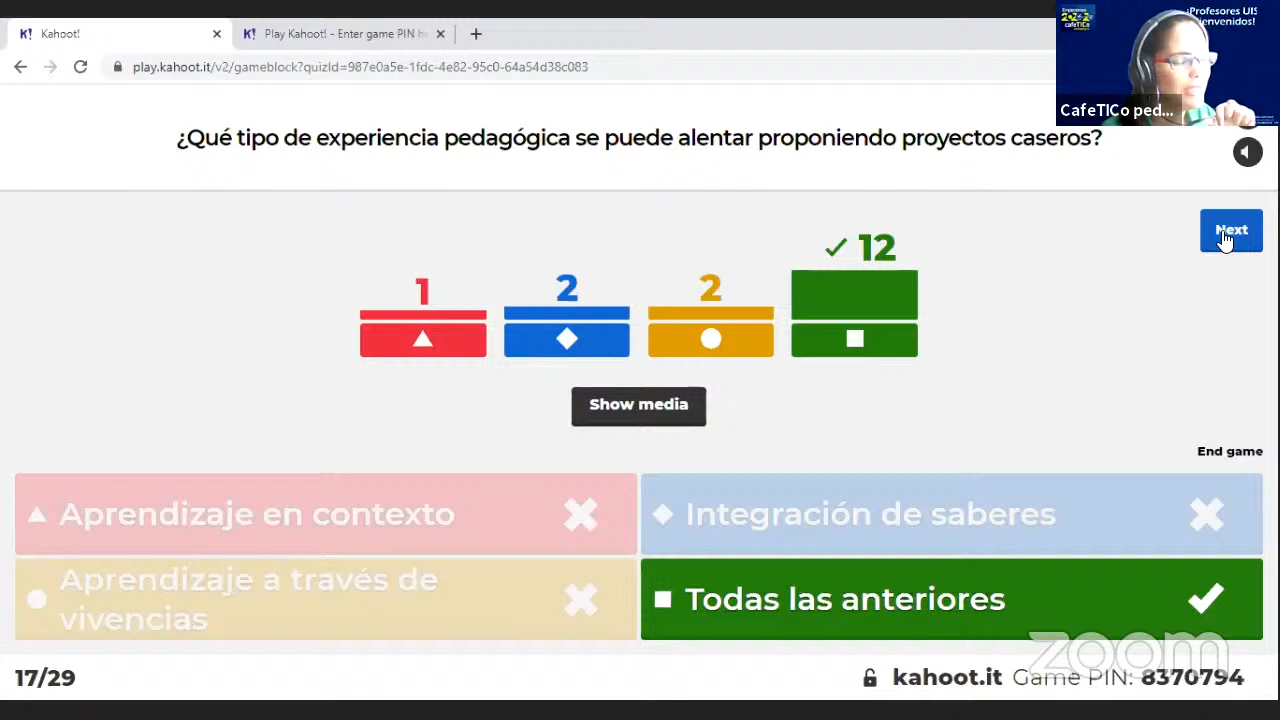 Kahoot!
Play Kahoot! - Enter game PIN h
play.kahoot.it/v2/gameblock?quizId=987e0a5e-1fdc-4e82-95c0-64a54d38c083
¡Profesores UIS
ienvenidos!
CafeTICo ped...
¿Qué tipo de experiencia pedagógica se puede alentar proponiendo proyectos caseros?
Next
1
2
2
12
Show media
End game
Aprendizaje en contexto
Integración de saberes
Aprendizaje a través de
vivencias
Todas las anteriores
zoom
17/29
kahoot.it Game PIN: 8370794